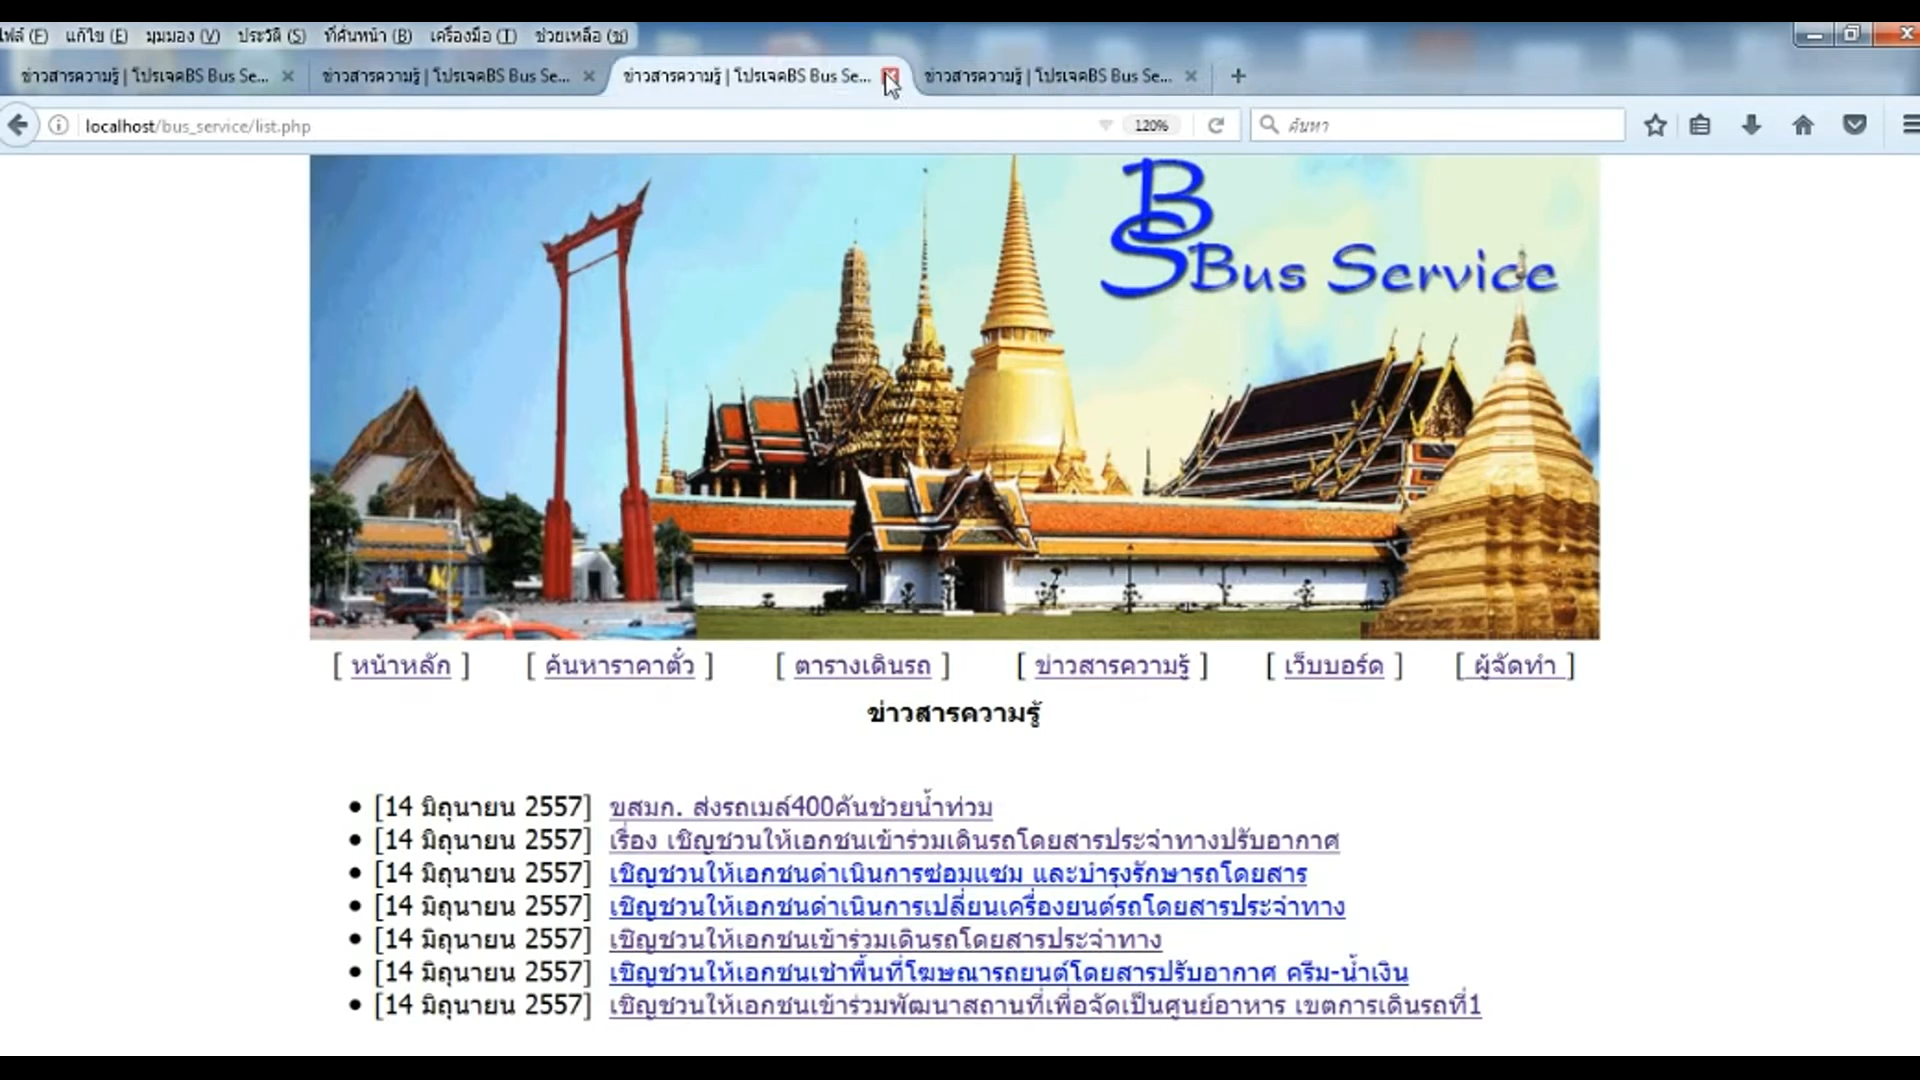 ไฟล์ (F) แก้ไข (E) มุมมอง (V) ประวัติ (S) ที่คั่นหน้า (B) เครื่องมือ (T) ช่วยเหลือ (ช)
ข่าวสารความรู้ | โปรเจคBS Bus Se... ข่าวสารความรู้ | โปรเจคBS Bus Se... ข่าวสารความรู้ | โปรเจคBS Bus Se... ข่าวสารความรู้ | โปรเจคBS Bus Se...
localhost/bus_service/list.php 120% ค้นหา
BS Bus Service
[ หน้าหลัก ] [ ค้นหาราคาตั๋ว ] [ ตารางเดินรถ ] [ ข่าวสารความรู้ ] [ เว็บบอร์ด ] [ ผู้จัดทำ ]
ข่าวสารความรู้
• [14 มิถุนายน 2557] ขสมก. ส่งรถเมล์400คันช่วยน้ำท่วม
• [14 มิถุนายน 2557] เรื่อง เชิญชวนให้เอกชนเข้าร่วมเดินรถโดยสารประจำทางปรับอากาศ
• [14 มิถุนายน 2557] เชิญชวนให้เอกชนดำเนินการซ่อมแซม และบำรุงรักษารถโดยสาร
• [14 มิถุนายน 2557] เชิญชวนให้เอกชนดำเนินการเปลี่ยนเครื่องยนต์รถโดยสารประจำทาง
• [14 มิถุนายน 2557] เชิญชวนให้เอกชนเข้าร่วมเดินรถโดยสารประจำทาง
• [14 มิถุนายน 2557] เชิญชวนให้เอกชนเช่าพื้นที่โฆษณารถยนต์โดยสารปรับอากาศ ครีม-น้ำเงิน
• [14 มิถุนายน 2557] เชิญชวนให้เอกชนเข้าร่วมพัฒนาสถานที่เพื่อจัดเป็นศูนย์อาหาร เขตการเดินรถที่1